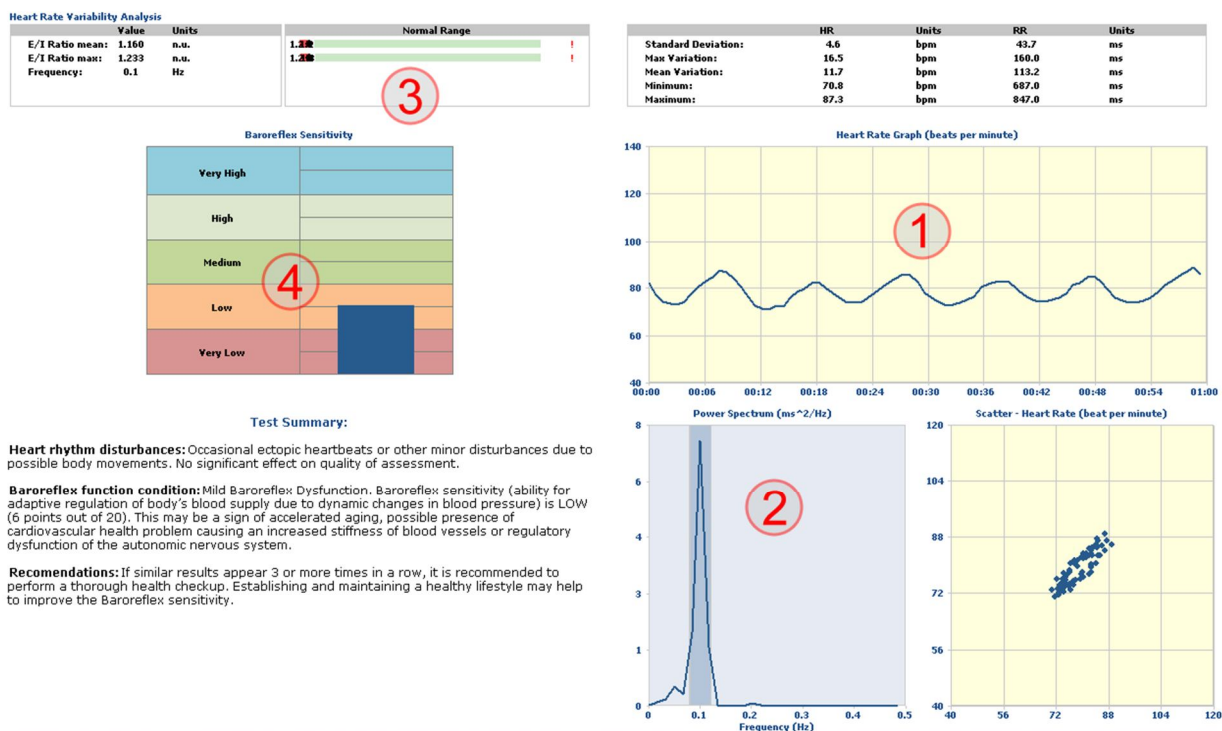 Heart Rate Variability Analysis
Value Units
E/I Ratio mean: 1.160 n.u.
E/I Ratio max: 1.233 n.u.
Frequency: 0.1 Hz
Normal Range
!
!
3
HR Units RR Units
Standard Deviation: 4.6 bpm 43.7 ms
Max Variation: 16.5 bpm 160.0 ms
Mean Variation: 11.7 bpm 113.2 ms
Minimum: 70.8 bpm 687.0 ms
Maximum: 87.3 bpm 847.0 ms
Baroreflex Sensitivity
Very High
High
Medium
4
Low
Very Low
Heart Rate Graph (beats per minute)
140
120
100
80
60
40
1
00:00 00:06 00:12 00:18 00:24 00:30 00:36 00:42 00:48 00:54 01:00
Test Summary:
Heart rhythm disturbances: Occasional ectopic heartbeats or other minor disturbances due to
possible body movements. No significant effect on quality of assessment.
Baroreflex function condition: Mild Baroreflex Dysfunction. Baroreflex sensitivity (ability for
adaptive regulation of body's blood supply due to dynamic changes in blood pressure) is LOW
(6 points out of 20). This may be a sign of accelerated aging, possible presence of
cardiovascular health problem causing an increased stiffness of blood vessels or regulatory
dysfunction of the autonomic nervous system.
Recomendations: If similar results appear 3 or more times in a row, it is recommended to
perform a thorough health checkup. Establishing and maintaining a healthy lifestyle may help
to improve the Baroreflex sensitivity.
Power Spectrum (ms^2/Hz)
8
6
4
3
1
0
2
0 0.1 0.2 0.3 0.4 0.5
Frequency (Hz)
Scatter - Heart Rate (beat per minute)
120
104
88
72
56
40
40 56 72 88 104 120